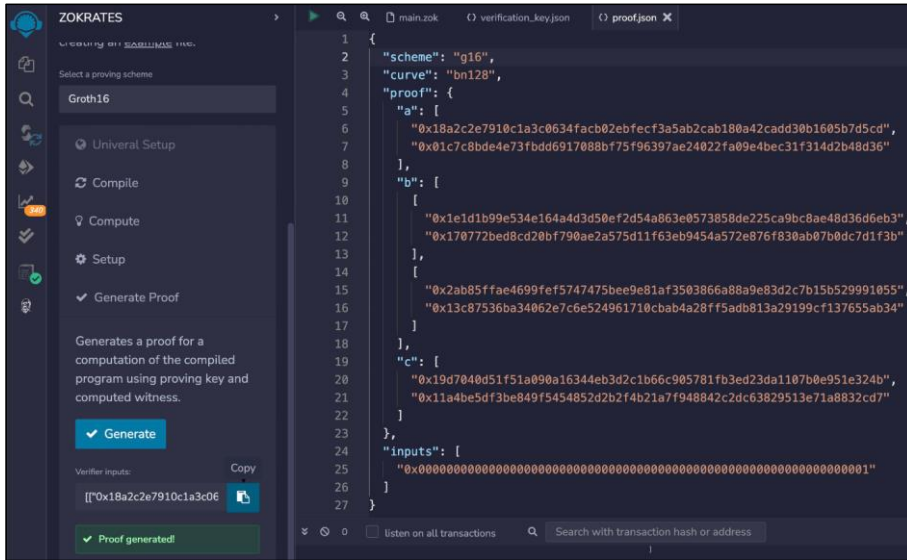 ZOKRATES
creating an example file.
Select a proving scheme
Groth16
Univeral Setup
Compile
Compute
Setup
Generate Proof
Generates a proof for a
computation of the compiled
program using proving key and
computed witness.
Generate
Verifier inputs:
Copy
[["0x18a2c2e7910c1a3c06
Proof generated!
340
main.zok
verification_key.json
proof.json
1 {
2 "scheme": "g16",
3 "curve": "bn128",
4 "proof": {
5 "a": [
6 "0x18a2c2e7910c1a3c0634facb02ebfecf3a5ab2cab180a42cadd30b1605b7d5cd",
7 "0x01c7c8bde4e73fbdd6917088bf75f96397ae24022fa09e4bec31f314d2b48d36"
8 ],
9 "b": [
10 [
11 "0x1e1d1b99e534e164a4d3d50ef2d54a863e0573858de225ca9bc8ae48d36d6eb3",
12 "0x170772bed8cd20bf790ae2a575d11f63eb9454a572e876f830ab07b0dc7d1f3b"
13 ],
14 [
15 "0x2ab85ffae4699fef5747475bee9e81af3503866a88a9e83d2c7b15b529991055",
16 "0x13c87536ba34062e7c6e524961710cbab4a28ff5adb813a29199cf137655ab34"
17 ]
18 ],
19 "c": [
20 "0x19d7040d51f51a090a16344eb3d2c1b66c905781fb3ed23da1107b0e951e324b",
21 "0x11a4be5df3be849f5454852d2b2f4b21a7f948842c2dc63829513e71a8832cd7"
22 ]
23 },
24 "inputs": [
25 "0x0000000000000000000000000000000000000000000000000000000000000001"
26 ]
27 }
0
listen on all transactions
Search with transaction hash or address